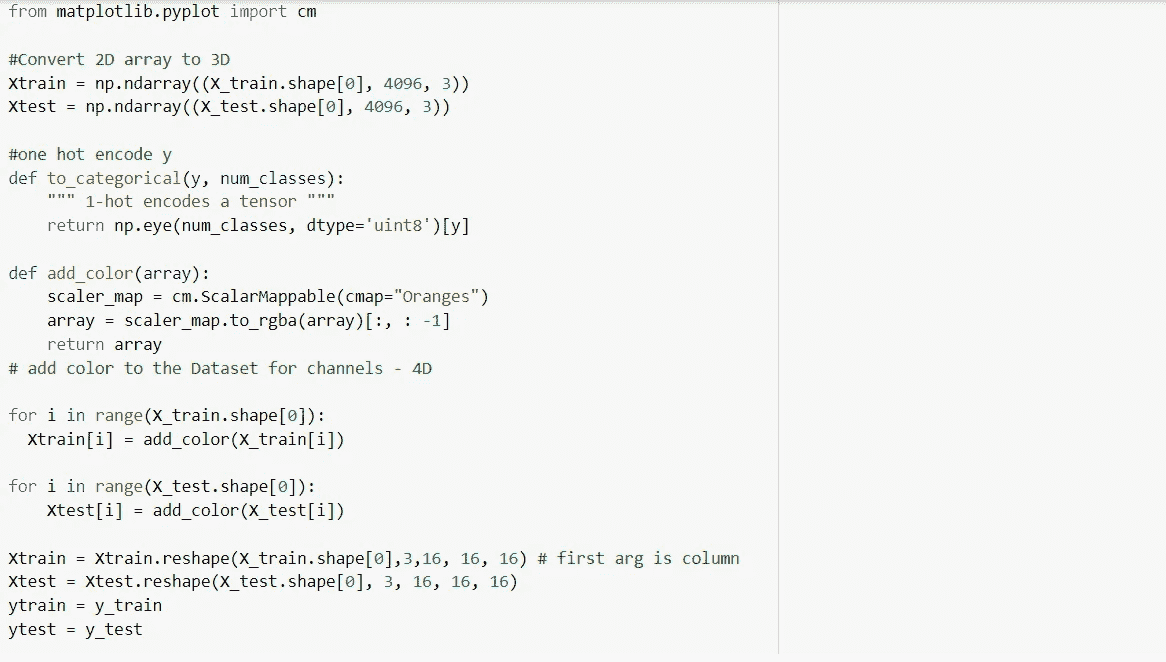 from matplotlib.pyplot import cm
#Convert 2D array to 3D
Xtrain = np.ndarray((X_train.shape[0], 4096, 3))
Xtest = np.ndarray((X_test.shape[0], 4096, 3))
#one hot encode y
def to_categorical(y, num_classes):
    """ 1-hot encodes a tensor """
    return np.eye(num_classes, dtype='uint8')[y]
def add_color(array):
    scaler_map = cm.ScalarMappable(cmap="Oranges")
    array = scaler_map.to_rgba(array)[:, : -1]
    return array
# add color to the Dataset for channels - 4D
for i in range(X_train.shape[0]):
  Xtrain[i] = add_color(X_train[i])
for i in range(X_test.shape[0]):
    Xtest[i] = add_color(X_test[i])
Xtrain = Xtrain.reshape(X_train.shape[0],3,16, 16, 16) # first arg is column
Xtest = Xtest.reshape(X_test.shape[0], 3, 16, 16, 16)
ytrain = y_train
ytest = y_test